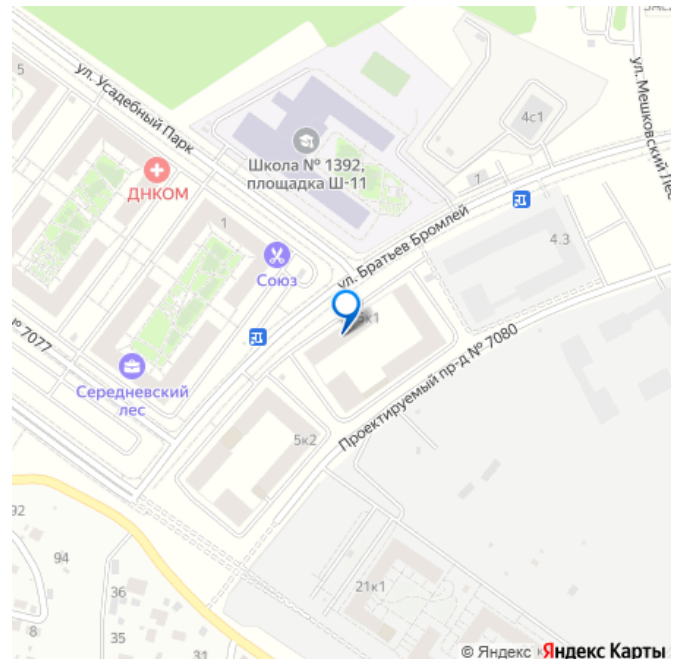 5
ул. Усадебный Парк
ул. Мешковский Лес
4с1
Школа № 1392,
площадка Ш-11
ДНКОМ
1
1
ул. Братьев Бромлей
4.3
Союз
5к1
Проектируемый пр-д № 7080
№ 7077
Середневский
лес
5к2
92
94
36
21к1
8
35
31
© Яндекс
Яндекс Карты